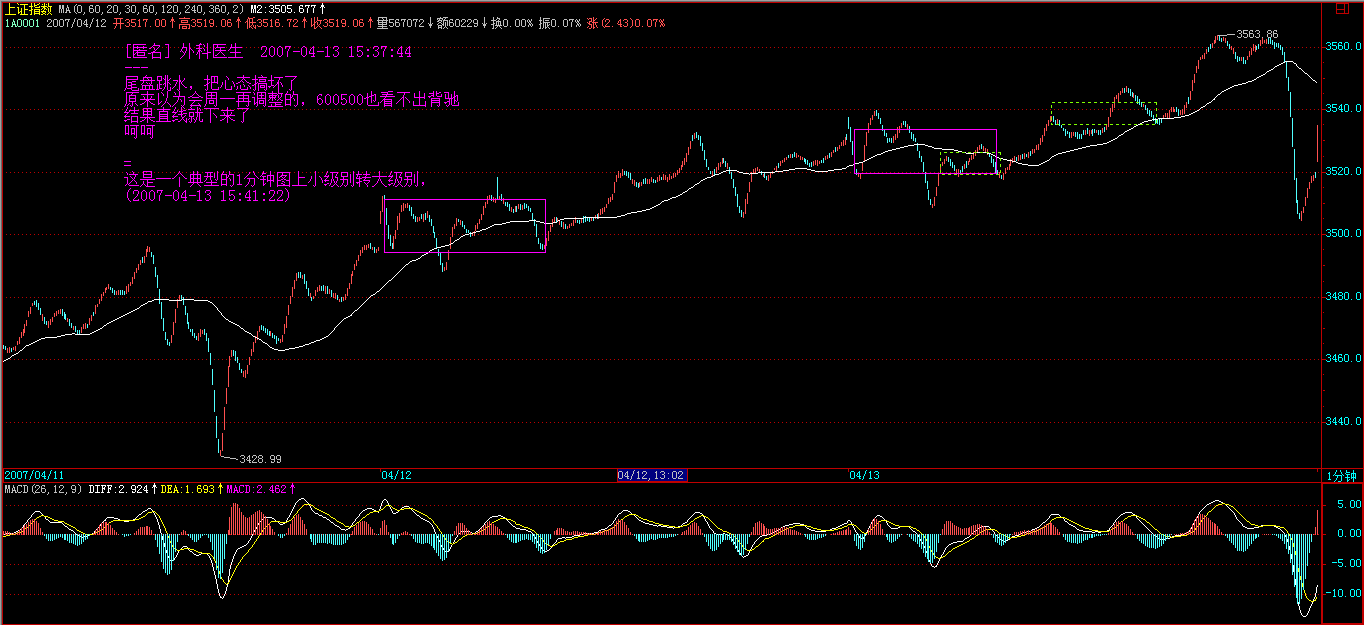 上证指数 MA(0,60,20,30,60,120,240,360,2) M2:3505.677↑
1A0001 2007/04/12 开3517.00↑高3519.06↑低3516.72↑收3519.06↑量567072↓额60229↓换0.00% 振0.07% 涨(2.43)0.07%
[匿名] 外科医生 2007-04-13 15:37:44
---
尾盘跳水，把心态搞坏了
原来以为会周一再调整的，600500也看不出背驰
结果直线就下来了
呵呵
=
这是一个典型的1分钟图上小级别转大级别，
(2007-04-13 15:41:22)
3563.86
3428.99
3560.0
3540.0
3520.0
3500.0
3480.0
3460.0
3440.0
2007/04/11 04/12 04/12,13:02 04/13 1分钟
MACD(26,12,9) DIFF:2.924↑DEA:1.693↑MACD:2.462↑
5.00
0.00
-5.00
-10.00